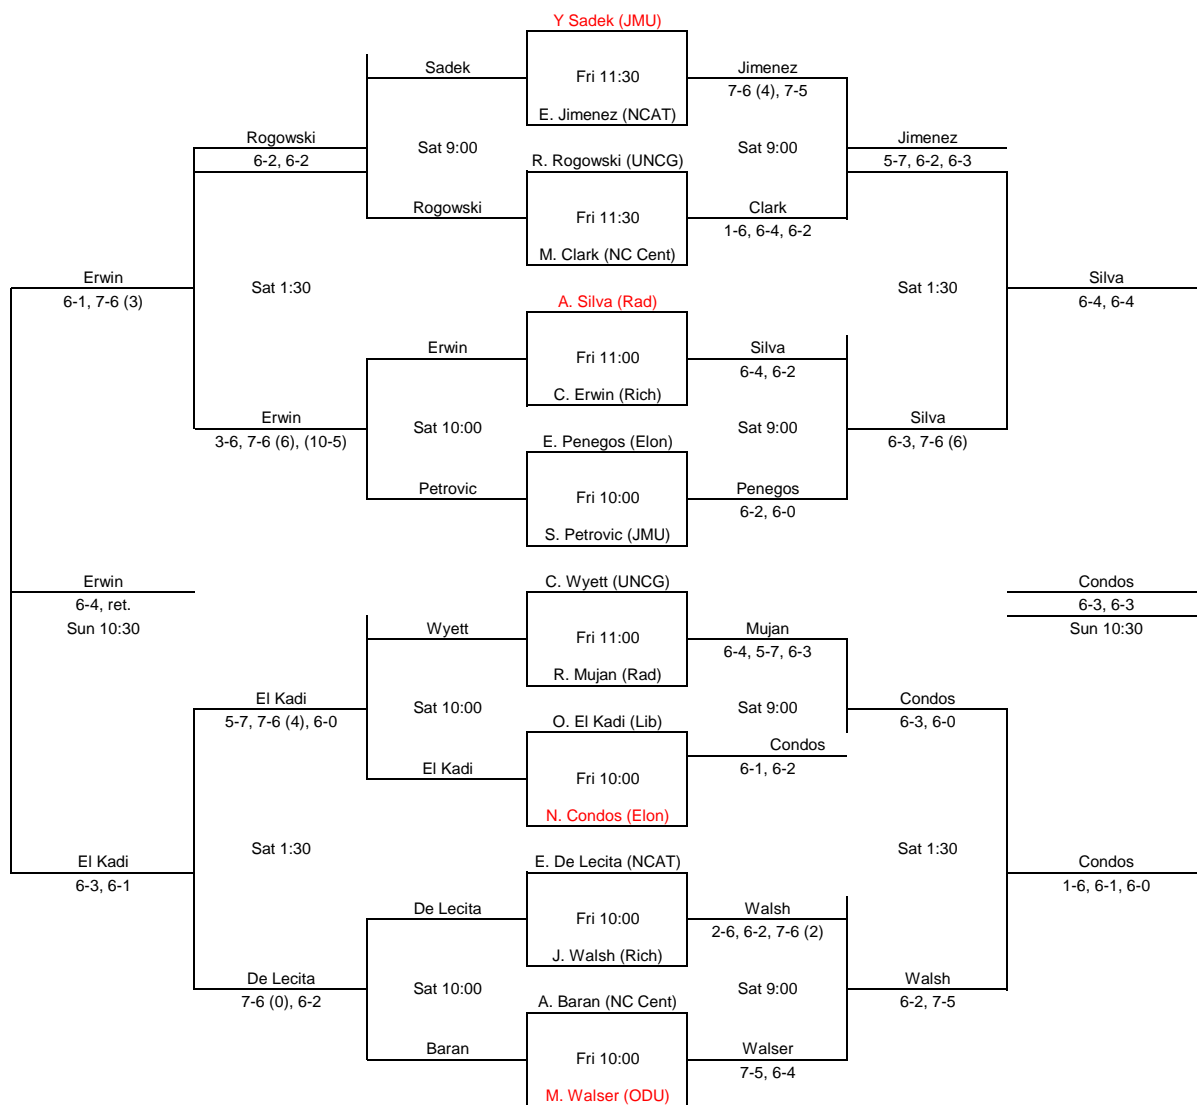 Y Sadek (JMU)
Sadek
Fri 11:30
Jimenez
7-6 (4), 7-5
E. Jimenez (NCAT)
Rogowski
Sat 9:00
Sat 9:00
Jimenez
6-2, 6-2
R. Rogowski (UNCG)
5-7, 6-2, 6-3
Rogowski
Fri 11:30
Clark
1-6, 6-4, 6-2
M. Clark (NC Cent)
Erwin
Sat 1:30
Sat 1:30
Silva
6-1, 7-6 (3)
A. Silva (Rad)
6-4, 6-4
Erwin
Fri 11:00
Silva
6-4, 6-2
C. Erwin (Rich)
Erwin
Sat 10:00
Sat 9:00
Silva
3-6, 7-6 (6), (10-5)
E. Penegos (Elon)
6-3, 7-6 (6)
Petrovic
Fri 10:00
Penegos
6-2, 6-0
S. Petrovic (JMU)
Erwin
C. Wyett (UNCG)
Condos
6-4, ret.
6-3, 6-3
Sun 10:30
Wyett
Fri 11:00
Mujan
Sun 10:30
6-4, 5-7, 6-3
R. Mujan (Rad)
El Kadi
Sat 10:00
Sat 9:00
Condos
5-7, 7-6 (4), 6-0
O. El Kadi (Lib)
6-3, 6-0
Condos
El Kadi
Fri 10:00
6-1, 6-2
N. Condos (Elon)
El Kadi
Sat 1:30
E. De Lecita (NCAT)
Sat 1:30
Condos
6-3, 6-1
1-6, 6-1, 6-0
De Lecita
Fri 10:00
Walsh
2-6, 6-2, 7-6 (2)
J. Walsh (Rich)
De Lecita
Sat 10:00
Sat 9:00
Walsh
7-6 (0), 6-2
A. Baran (NC Cent)
6-2, 7-5
Baran
Fri 10:00
Walser
7-5, 6-4
M. Walser (ODU)